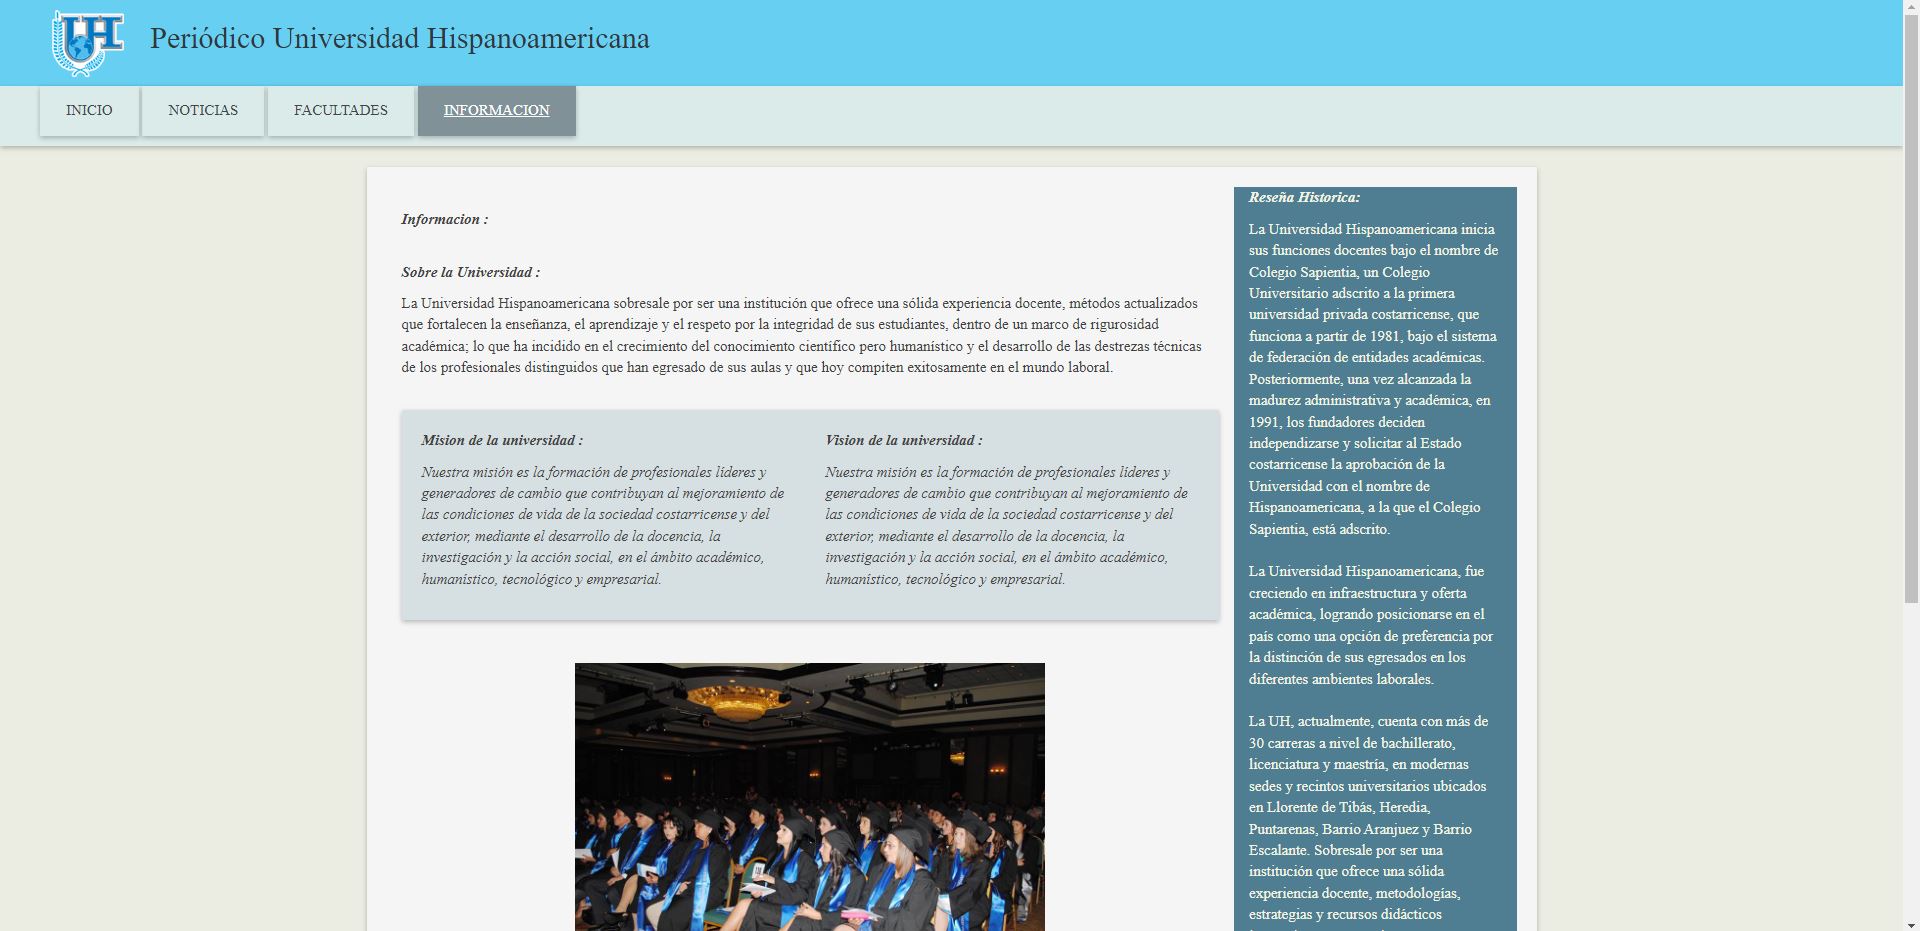 UH
Periódico Universidad Hispanoamericana
INICIO
NOTICIAS
FACULTADES
INFORMACION
Informacion :
Sobre la Universidad :
La Universidad Hispanoamericana sobresale por ser una institución que ofrece una sólida experiencia docente, métodos actualizados
que fortalecen la enseñanza, el aprendizaje y el respeto por la integridad de sus estudiantes, dentro de un marco de rigurosidad
académica; lo que ha incidido en el crecimiento del conocimiento científico pero humanístico y el desarrollo de las destrezas técnicas
de los profesionales distinguidos que han egresado de sus aulas y que hoy compiten exitosamente en el mundo laboral.
Mision de la universidad :
Nuestra misión es la formación de profesionales líderes y
generadores de cambio que contribuyan al mejoramiento de
las condiciones de vida de la sociedad costarricense y del
exterior, mediante el desarrollo de la docencia, la
investigación y la acción social, en el ámbito académico,
humanístico, tecnológico y empresarial.
Vision de la universidad :
Nuestra misión es la formación de profesionales líderes y
generadores de cambio que contribuyan al mejoramiento de
las condiciones de vida de la sociedad costarricense y del
exterior, mediante el desarrollo de la docencia, la
investigación y la acción social, en el ámbito académico,
humanístico, tecnológico y empresarial.
Reseña Historica:
La Universidad Hispanoamericana inicia
sus funciones docentes bajo el nombre de
Colegio Sapientia, un Colegio
Universitario adscrito a la primera
universidad privada costarricense, que
funciona a partir de 1981, bajo el sistema
de federación de entidades académicas.
Posteriormente, una vez alcanzada la
madurez administrativa y académica, en
1991, los fundadores deciden
independizarse y solicitar al Estado
costarricense la aprobación de la
Universidad con el nombre de
Hispanoamericana, a la que el Colegio
Sapientia, está adscrito.
La Universidad Hispanoamericana, fue
creciendo en infraestructura y oferta
académica, logrando posicionarse en el
país como una opción de preferencia por
la distinción de sus egresados en los
diferentes ambientes laborales.
La UH, actualmente, cuenta con más de
30 carreras a nivel de bachillerato,
licenciatura y maestría, en modernas
sedes y recintos universitarios ubicados
en Llorente de Tibás, Heredia,
Puntarenas, Barrio Aranjuez y Barrio
Escalante. Sobresale por ser una
institución que ofrece una sólida
experiencia docente, metodologías,
estrategias y recursos didácticos